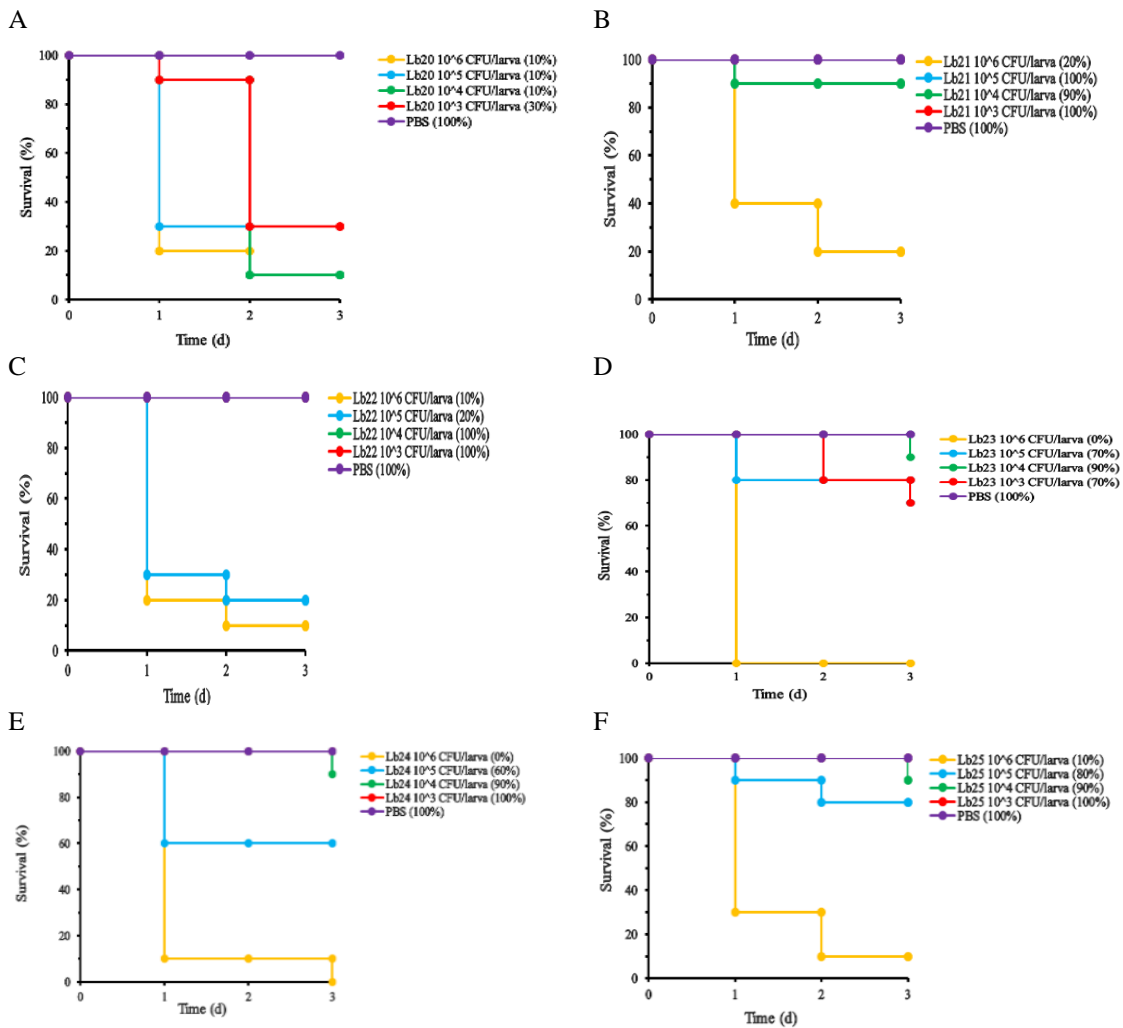 A
100
80
60
40
20
0
0 1 2 3
Survival (%)
Time (d)
Lb20 10^6 CFU/larva (10%)
Lb20 10^5 CFU/larva (10%)
Lb20 10^4 CFU/larva (10%)
Lb20 10^3 CFU/larva (30%)
PBS (100%)
B
100
80
60
40
20
0
0 1 2 3
Survival (%)
Time (d)
Lb21 10^6 CFU/larva (20%)
Lb21 10^5 CFU/larva (100%)
Lb21 10^4 CFU/larva (90%)
Lb21 10^3 CFU/larva (100%)
PBS (100%)
C
100
80
60
40
20
0
0 1 2 3
Survival (%)
Time (d)
Lb22 10^6 CFU/larva (10%)
Lb22 10^5 CFU/larva (20%)
Lb22 10^4 CFU/larva (100%)
Lb22 10^3 CFU/larva (100%)
PBS (100%)
D
100
80
60
40
20
0
0 1 2 3
Survival (%)
Time (d)
Lb23 10^6 CFU/larva (0%)
Lb23 10^5 CFU/larva (70%)
Lb23 10^4 CFU/larva (90%)
Lb23 10^3 CFU/larva (70%)
PBS (100%)
E
100
80
60
40
20
0
0 1 2 3
Survival (%)
Time (d)
Lb24 10^6 CFU/larva (0%)
Lb24 10^5 CFU/larva (60%)
Lb24 10^4 CFU/larva (90%)
Lb24 10^3 CFU/larva (100%)
PBS (100%)
F
100
80
60
40
20
0
0 1 2 3
Survival (%)
Time (d)
Lb25 10^6 CFU/larva (10%)
Lb25 10^5 CFU/larva (80%)
Lb25 10^4 CFU/larva (90%)
Lb25 10^3 CFU/larva (100%)
PBS (100%)